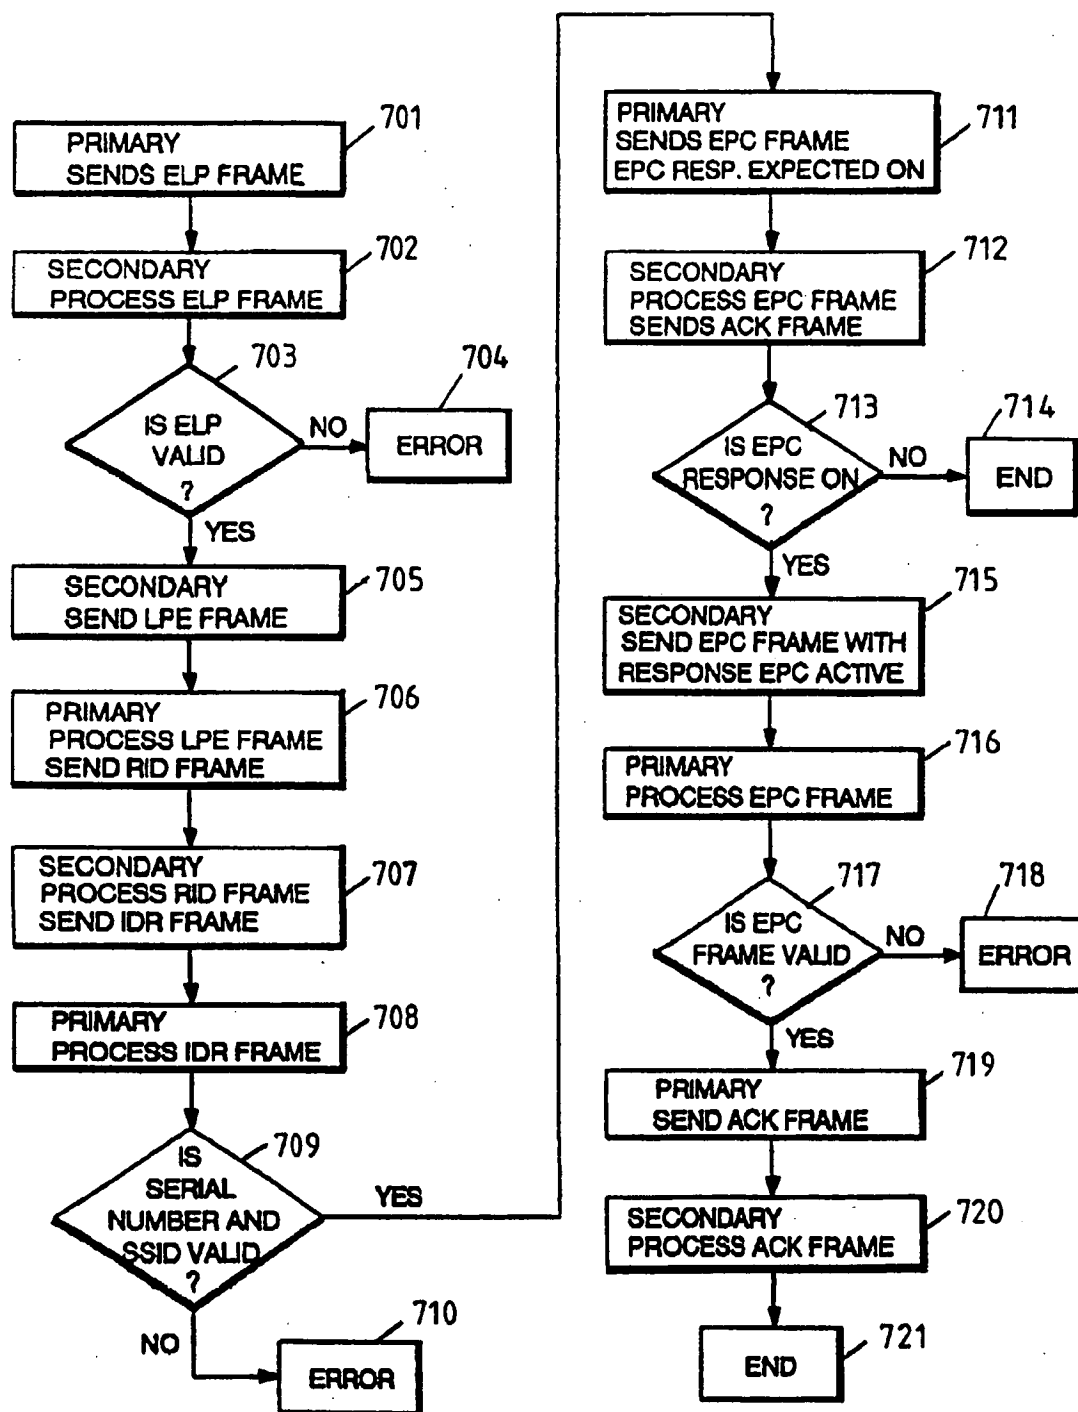 701
PRIMARY
SENDS ELP FRAME
702
SECONDARY
PROCESS ELP FRAME
703
IS ELP
VALID
?
NO
704
ERROR
YES
705
SECONDARY
SEND LPE FRAME
706
PRIMARY
PROCESS LPE FRAME
SEND RID FRAME
707
SECONDARY
PROCESS RID FRAME
SEND IDR FRAME
708
PRIMARY
PROCESS IDR FRAME
709
IS
SERIAL
NUMBER AND
SSID VALID
?
YES
NO
710
ERROR
711
PRIMARY
SENDS EPC FRAME
EPC RESP. EXPECTED ON
712
SECONDARY
PROCESS EPC FRAME
SENDS ACK FRAME
713
IS EPC
RESPONSE ON
?
NO
714
END
YES
715
SECONDARY
SEND EPC FRAME WITH
RESPONSE EPC ACTIVE
716
PRIMARY
PROCESS EPC FRAME
717
IS EPC
FRAME VALID
?
NO
718
ERROR
YES
719
PRIMARY
SEND ACK FRAME
720
SECONDARY
PROCESS ACK FRAME
721
END